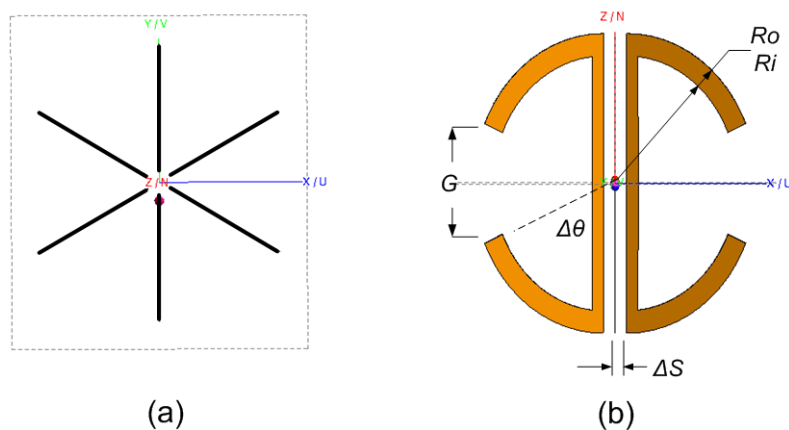 Y / V
Z / N
X / U
(a)
Z / N
Ro
Ri
G
X / U
Δθ
ΔS
(b)